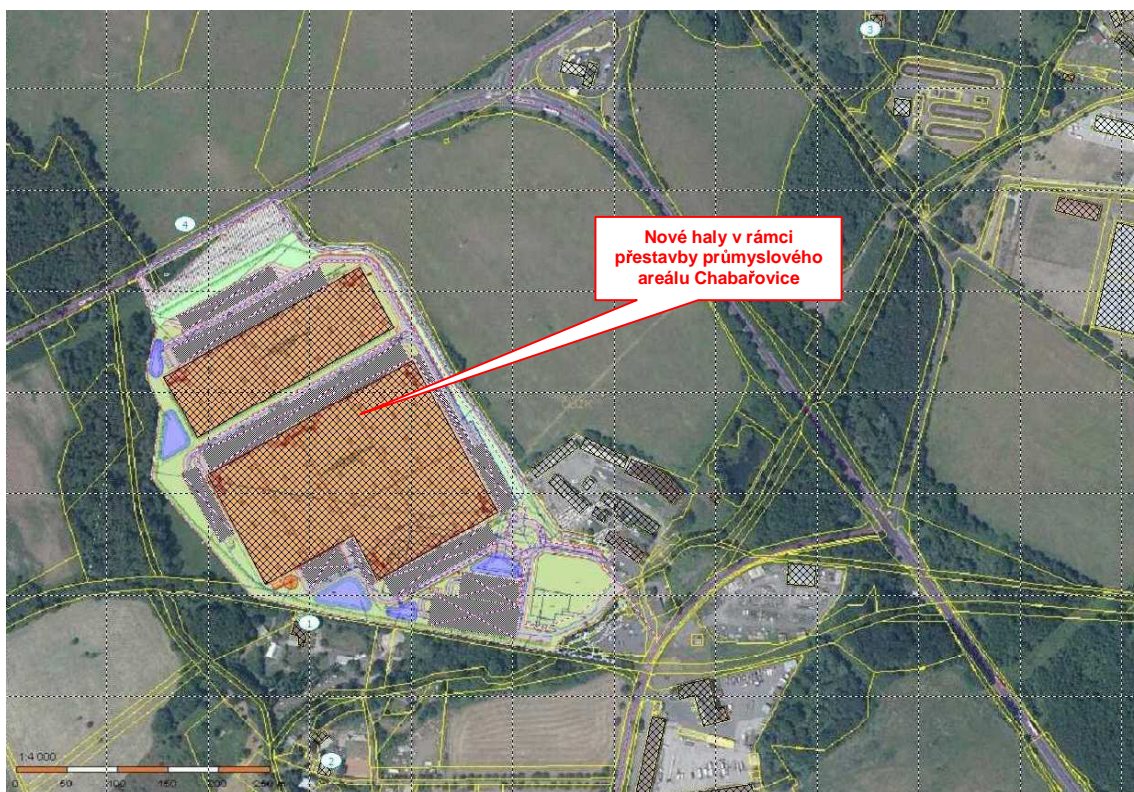 3
4
Nové haly v rámci
přestavby průmyslového
areálu Chabařovice
1
2
1:4 000
0 50 100 150 200 250 m